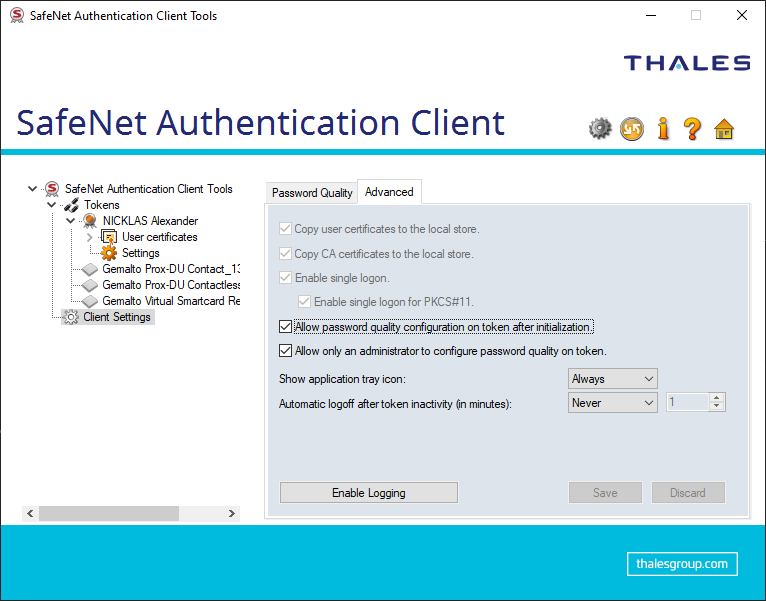 SafeNet Authentication Client Tools
THALES
SafeNet Authentication Client
SafeNet Authentication Client Tools
Tokens
NICKLAS Alexander
User certificates
Settings
Gemalto Prox-DU Contact_13
Gemalto Prox-DU Contactless
Gemalto Virtual Smartcard Re
Client Settings
Password Quality
Advanced
Copy user certificates to the local store.
Copy CA certificates to the local store.
Enable single logon.
Enable single logon for PKCS#11.
Allow password quality configuration on token after initialization.
Allow only an administrator to configure password quality on token.
Show application tray icon:
Always
Automatic logoff after token inactivity (in minutes):
Never
1
Enable Logging
Save
Discard
thalesgroup.com